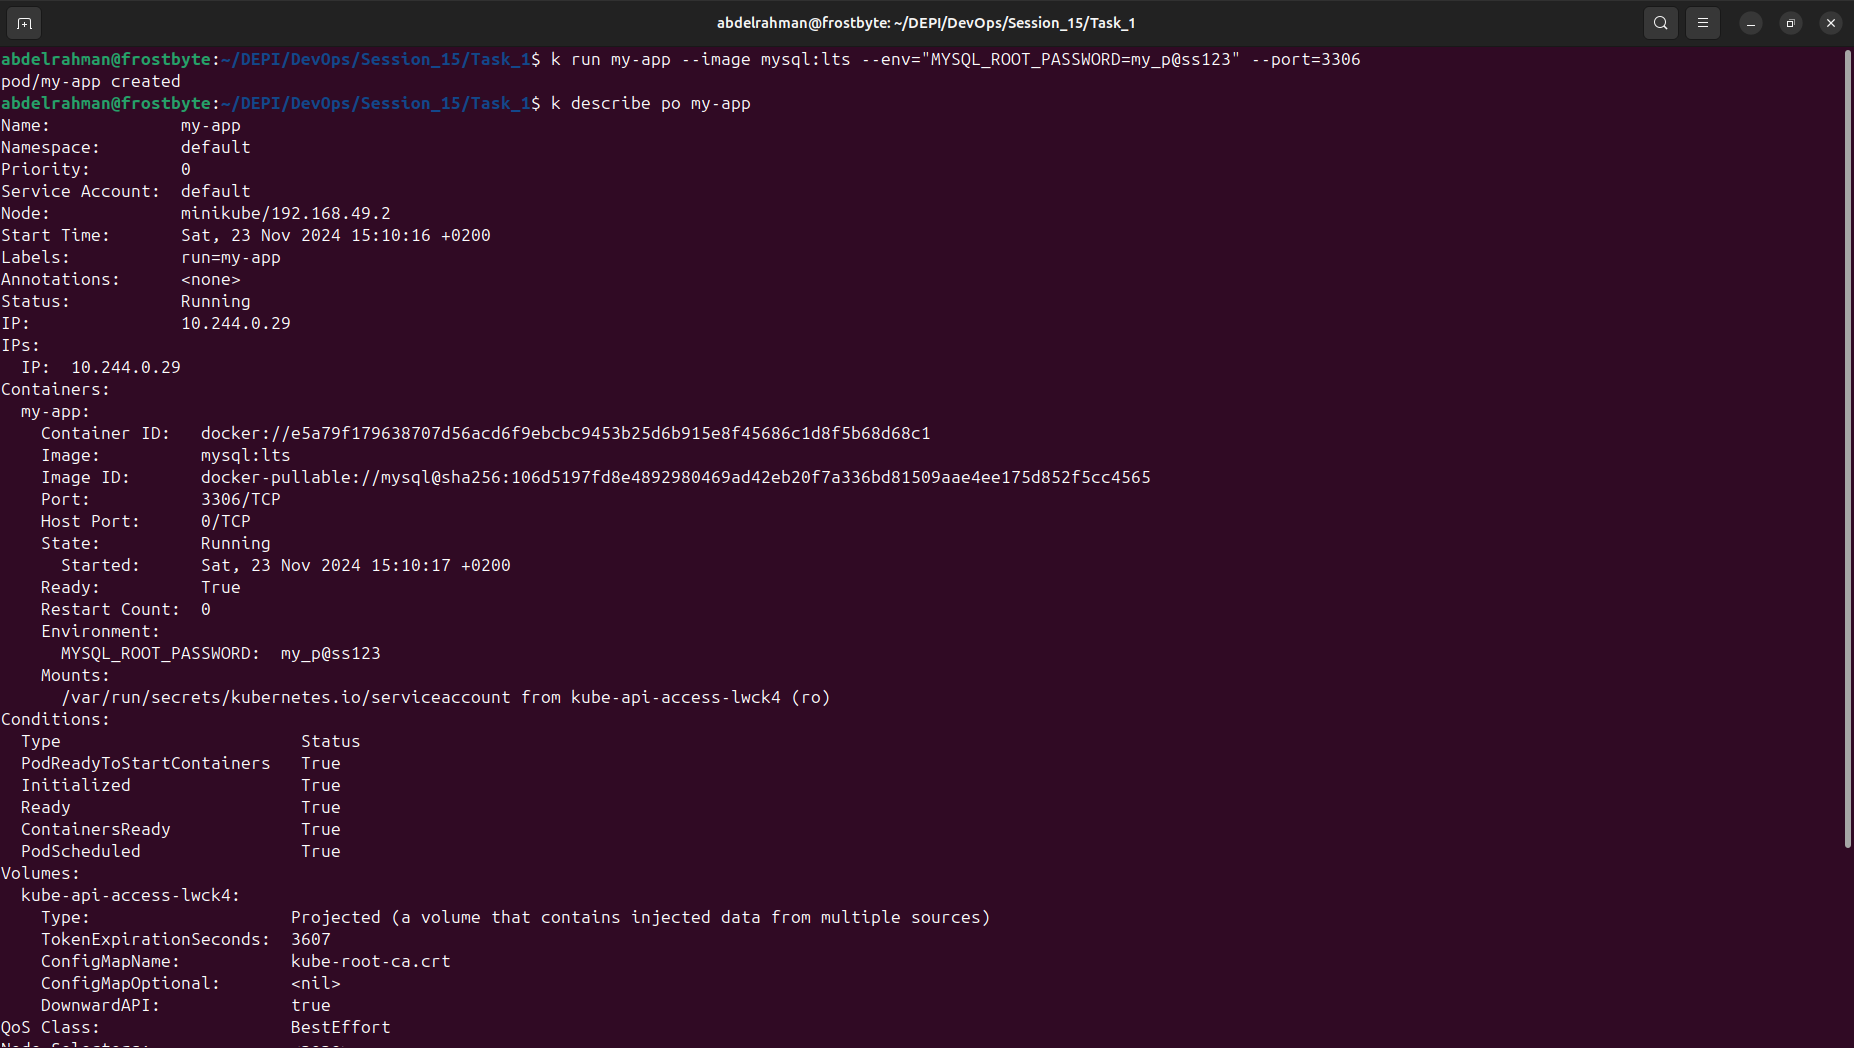 abdelrahman@frostbyte: ~/DEPI/DevOps/Session_15/Task_1
abdelrahman@frostbyte:~/DEPI/DevOps/Session_15/Task_1$ k run my-app --image mysql:lts --env="MYSQL_ROOT_PASSWORD=my_p@ss123" --port=3306
pod/my-app created
abdelrahman@frostbyte:~/DEPI/DevOps/Session_15/Task_1$ k describe po my-app
Name:             my-app
Namespace:        default
Priority:         0
Service Account:  default
Node:             minikube/192.168.49.2
Start Time:       Sat, 23 Nov 2024 15:10:16 +0200
Labels:           run=my-app
Annotations:      <none>
Status:           Running
IP:               10.244.0.29
IPs:
  IP:  10.244.0.29
Containers:
  my-app:
    Container ID:   docker://e5a79f179638707d56acd6f9ebcbc9453b25d6b915e8f45686c1d8f5b68d68c1
    Image:          mysql:lts
    Image ID:       docker-pullable://mysql@sha256:106d5197fd8e4892980469ad42eb20f7a336bd81509aae4ee175d852f5cc4565
    Port:           3306/TCP
    Host Port:      0/TCP
    State:          Running
      Started:      Sat, 23 Nov 2024 15:10:17 +0200
    Ready:          True
    Restart Count:  0
    Environment:
      MYSQL_ROOT_PASSWORD:  my_p@ss123
    Mounts:
      /var/run/secrets/kubernetes.io/serviceaccount from kube-api-access-lwck4 (ro)
Conditions:
  Type                        Status
  PodReadyToStartContainers   True
  Initialized                 True
  Ready                       True
  ContainersReady             True
  PodScheduled                True
Volumes:
  kube-api-access-lwck4:
    Type:                    Projected (a volume that contains injected data from multiple sources)
    TokenExpirationSeconds:  3607
    ConfigMapName:           kube-root-ca.crt
    ConfigMapOptional:       <nil>
    DownwardAPI:             true
QoS Class:                   BestEffort